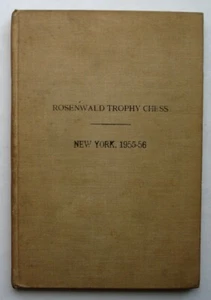 ROSENWALD TROPHY CHESS
NEW YORK, 1955-56